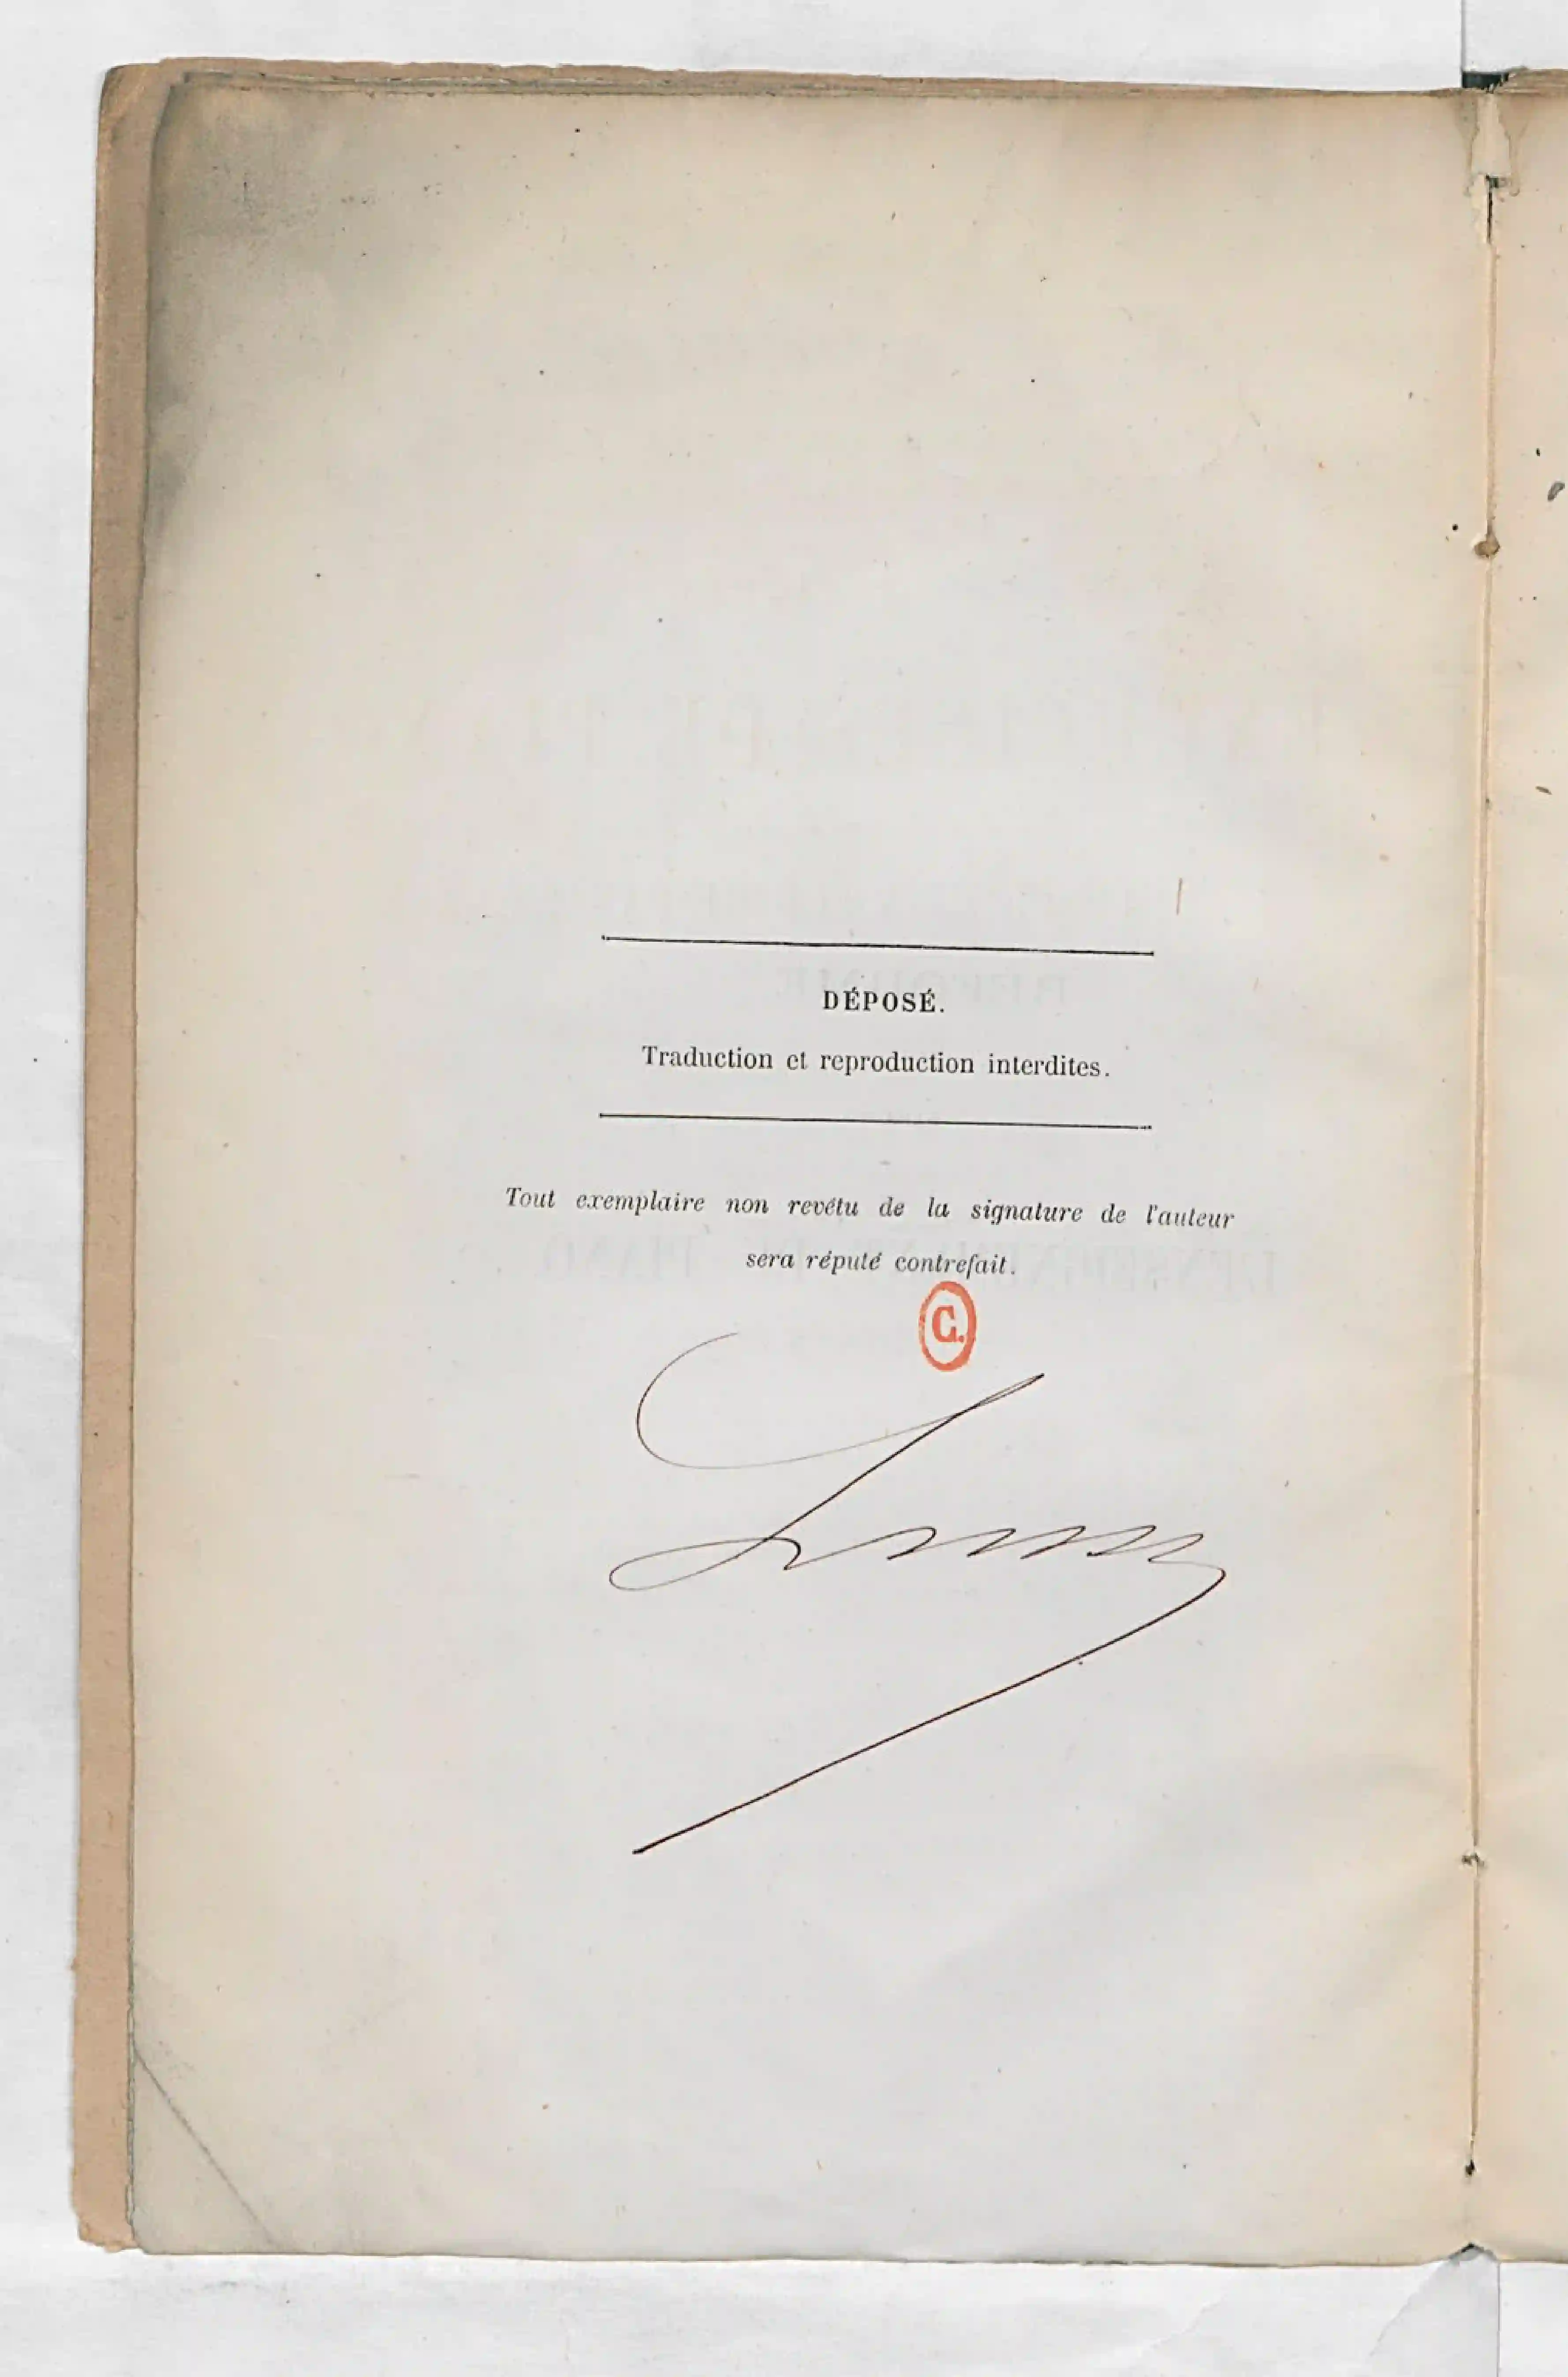 DÉPOSÉ.
Traduction et reproduction interdites.
Tout exemplaire non revêtu de la signature de l'auteur
sera réputé contrefait.
C.